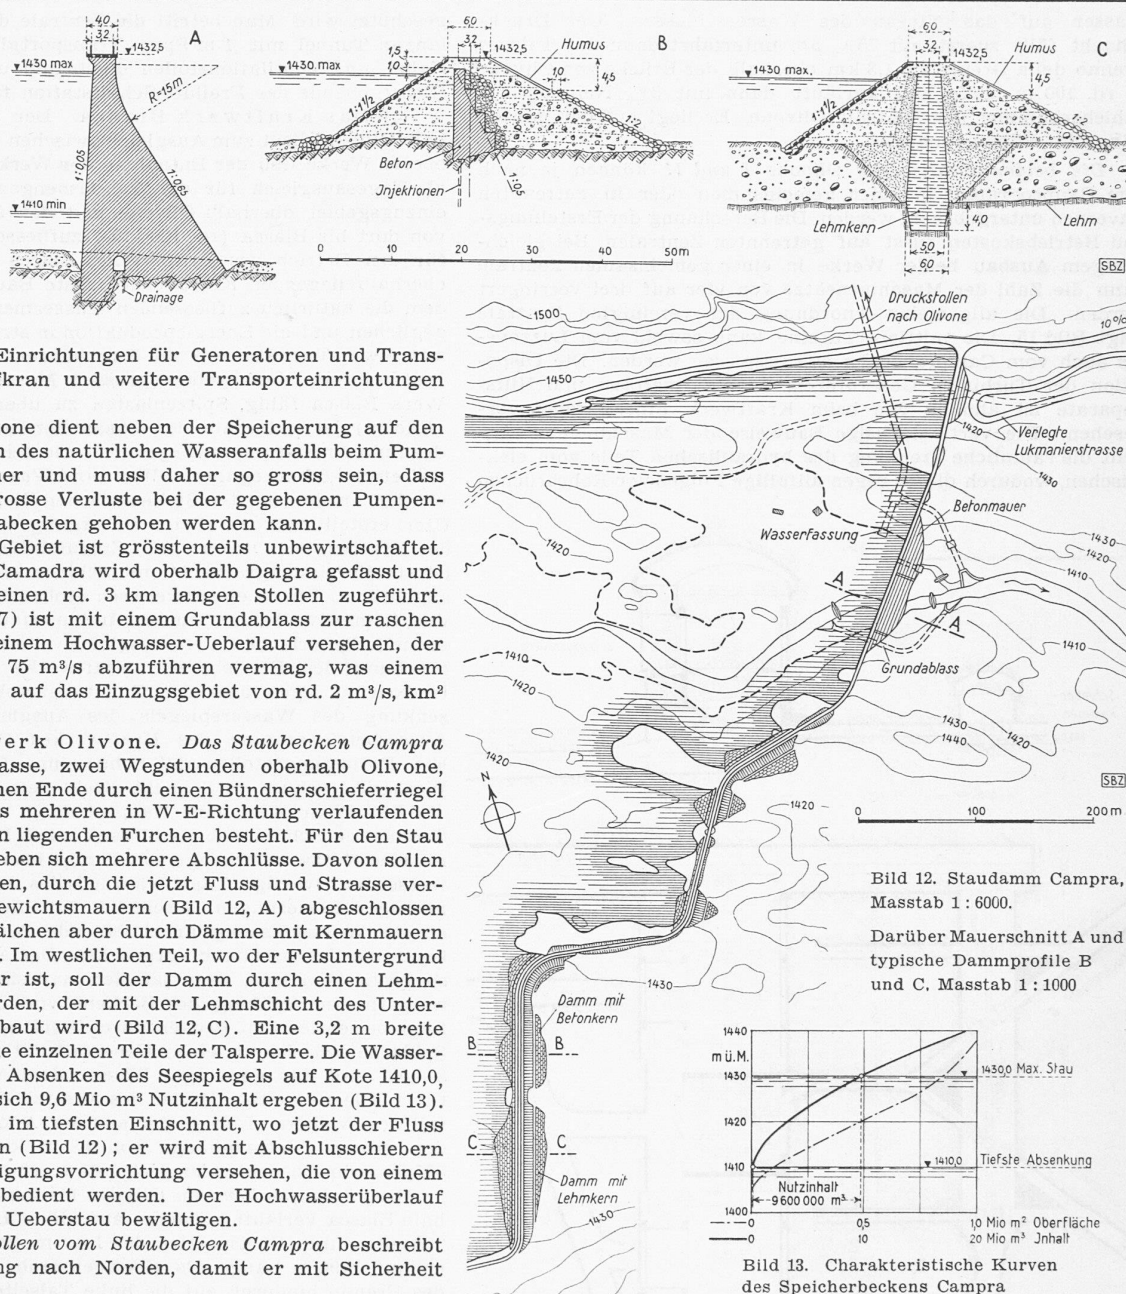 A
40
32
1432,5
1430 max
R=15m
1:005
1:065
1410 min
Drainage
B
60
32
1432,5
Humus
1,5
1,0
1430 max
1:1 1/2
1,0
4,5
1:2
Beton
Injektionen
1:05
C
60
32
1432,5
Humus
1430 max.
4,5
1:1 1/2
1:2
Lehmkern
4,0
Lehm
50
60
0 10 20 30 40 50m
SBZ
Einrichtungen für Generatoren und Trans-
fkran und weitere Transporteinrichtungen
one dient neben der Speicherung auf den
n des natürlichen Wasseranfalls beim Pum-
ner und muss daher so gross sein, dass
rosse Verluste bei der gegebenen Pumpen-
abecken gehoben werden kann.
Gebiet ist grösstenteils unbewirtschaftet.
Camadra wird oberhalb Daigra gefasst und
einen rd. 3 km langen Stollen zugeführt.
7) ist mit einem Grundablass zur raschen
einem Hochwasser-Ueberlauf versehen, der
75 m³/s abzuführen vermag, was einem
auf das Einzugsgebiet von rd. 2 m³/s, km²
erk Olivone. Das Staubecken Campra
asse, zwei Wegstunden oberhalb Olivone,
nen Ende durch einen Bündnerschieferriegel
s mehreren in W-E-Richtung verlaufenden
n liegenden Furchen besteht. Für den Stau
eben sich mehrere Abschlüsse. Davon sollen
en, durch die jetzt Fluss und Strasse ver-
ewichtsmauern (Bild 12, A) abgeschlossen
älchen aber durch Dämme mit Kernmauern
. Im westlichen Teil, wo der Felsuntergrund
r ist, soll der Damm durch einen Lehm-
rden, der mit der Lehmschicht des Unter-
baut wird (Bild 12, C). Eine 3,2 m breite
e einzelnen Teile der Talsperre. Die Wasser-
Absenken des Seespiegels auf Kote 1410,0,
sich 9,6 Mio m³ Nutzinhalt ergeben (Bild 13).
im tiefsten Einschnitt, wo jetzt der Fluss
n (Bild 12); er wird mit Abschlusschiebern
igungsvorrichtung versehen, die von einem
bedient werden. Der Hochwasserüberlauf
Ueberstau bewältigen.
ollen vom Staubecken Campra beschreibt
ng nach Norden, damit er mit Sicherheit
1500
Druckstollen
nach Olivone
10%
1450
1420
Verlegte
Lukmanierstrasse
1430
Betonmauer
Wasserfassung
1420
1430
1420
1410
A
A
Grundablass
1410
1410
1420
1430
1440
1420
1420
N
1420
SBZ
0 100 200 m
1430
Damm mit
Betonkern
B B
C C
Damm mit
Lehmkern
1430
Bild 12. Staudamm Campra,
Masstab 1 : 6000.
Darüber Mauerschnitt A und
typische Dammprofile B
und C. Masstab 1 : 1000
1440
m ü.M.
1430
1430,0 Max. Stau
1420
1410
1410,0 Tiefste Absenkung
Nutzinhalt
9 600 000 m³
1400
0 0,5 1,0 Mio m² Oberfläche
0 10 20 Mio m³ Jnhalt
Bild 13. Charakteristische Kurven
des Speicherbeckens Campra